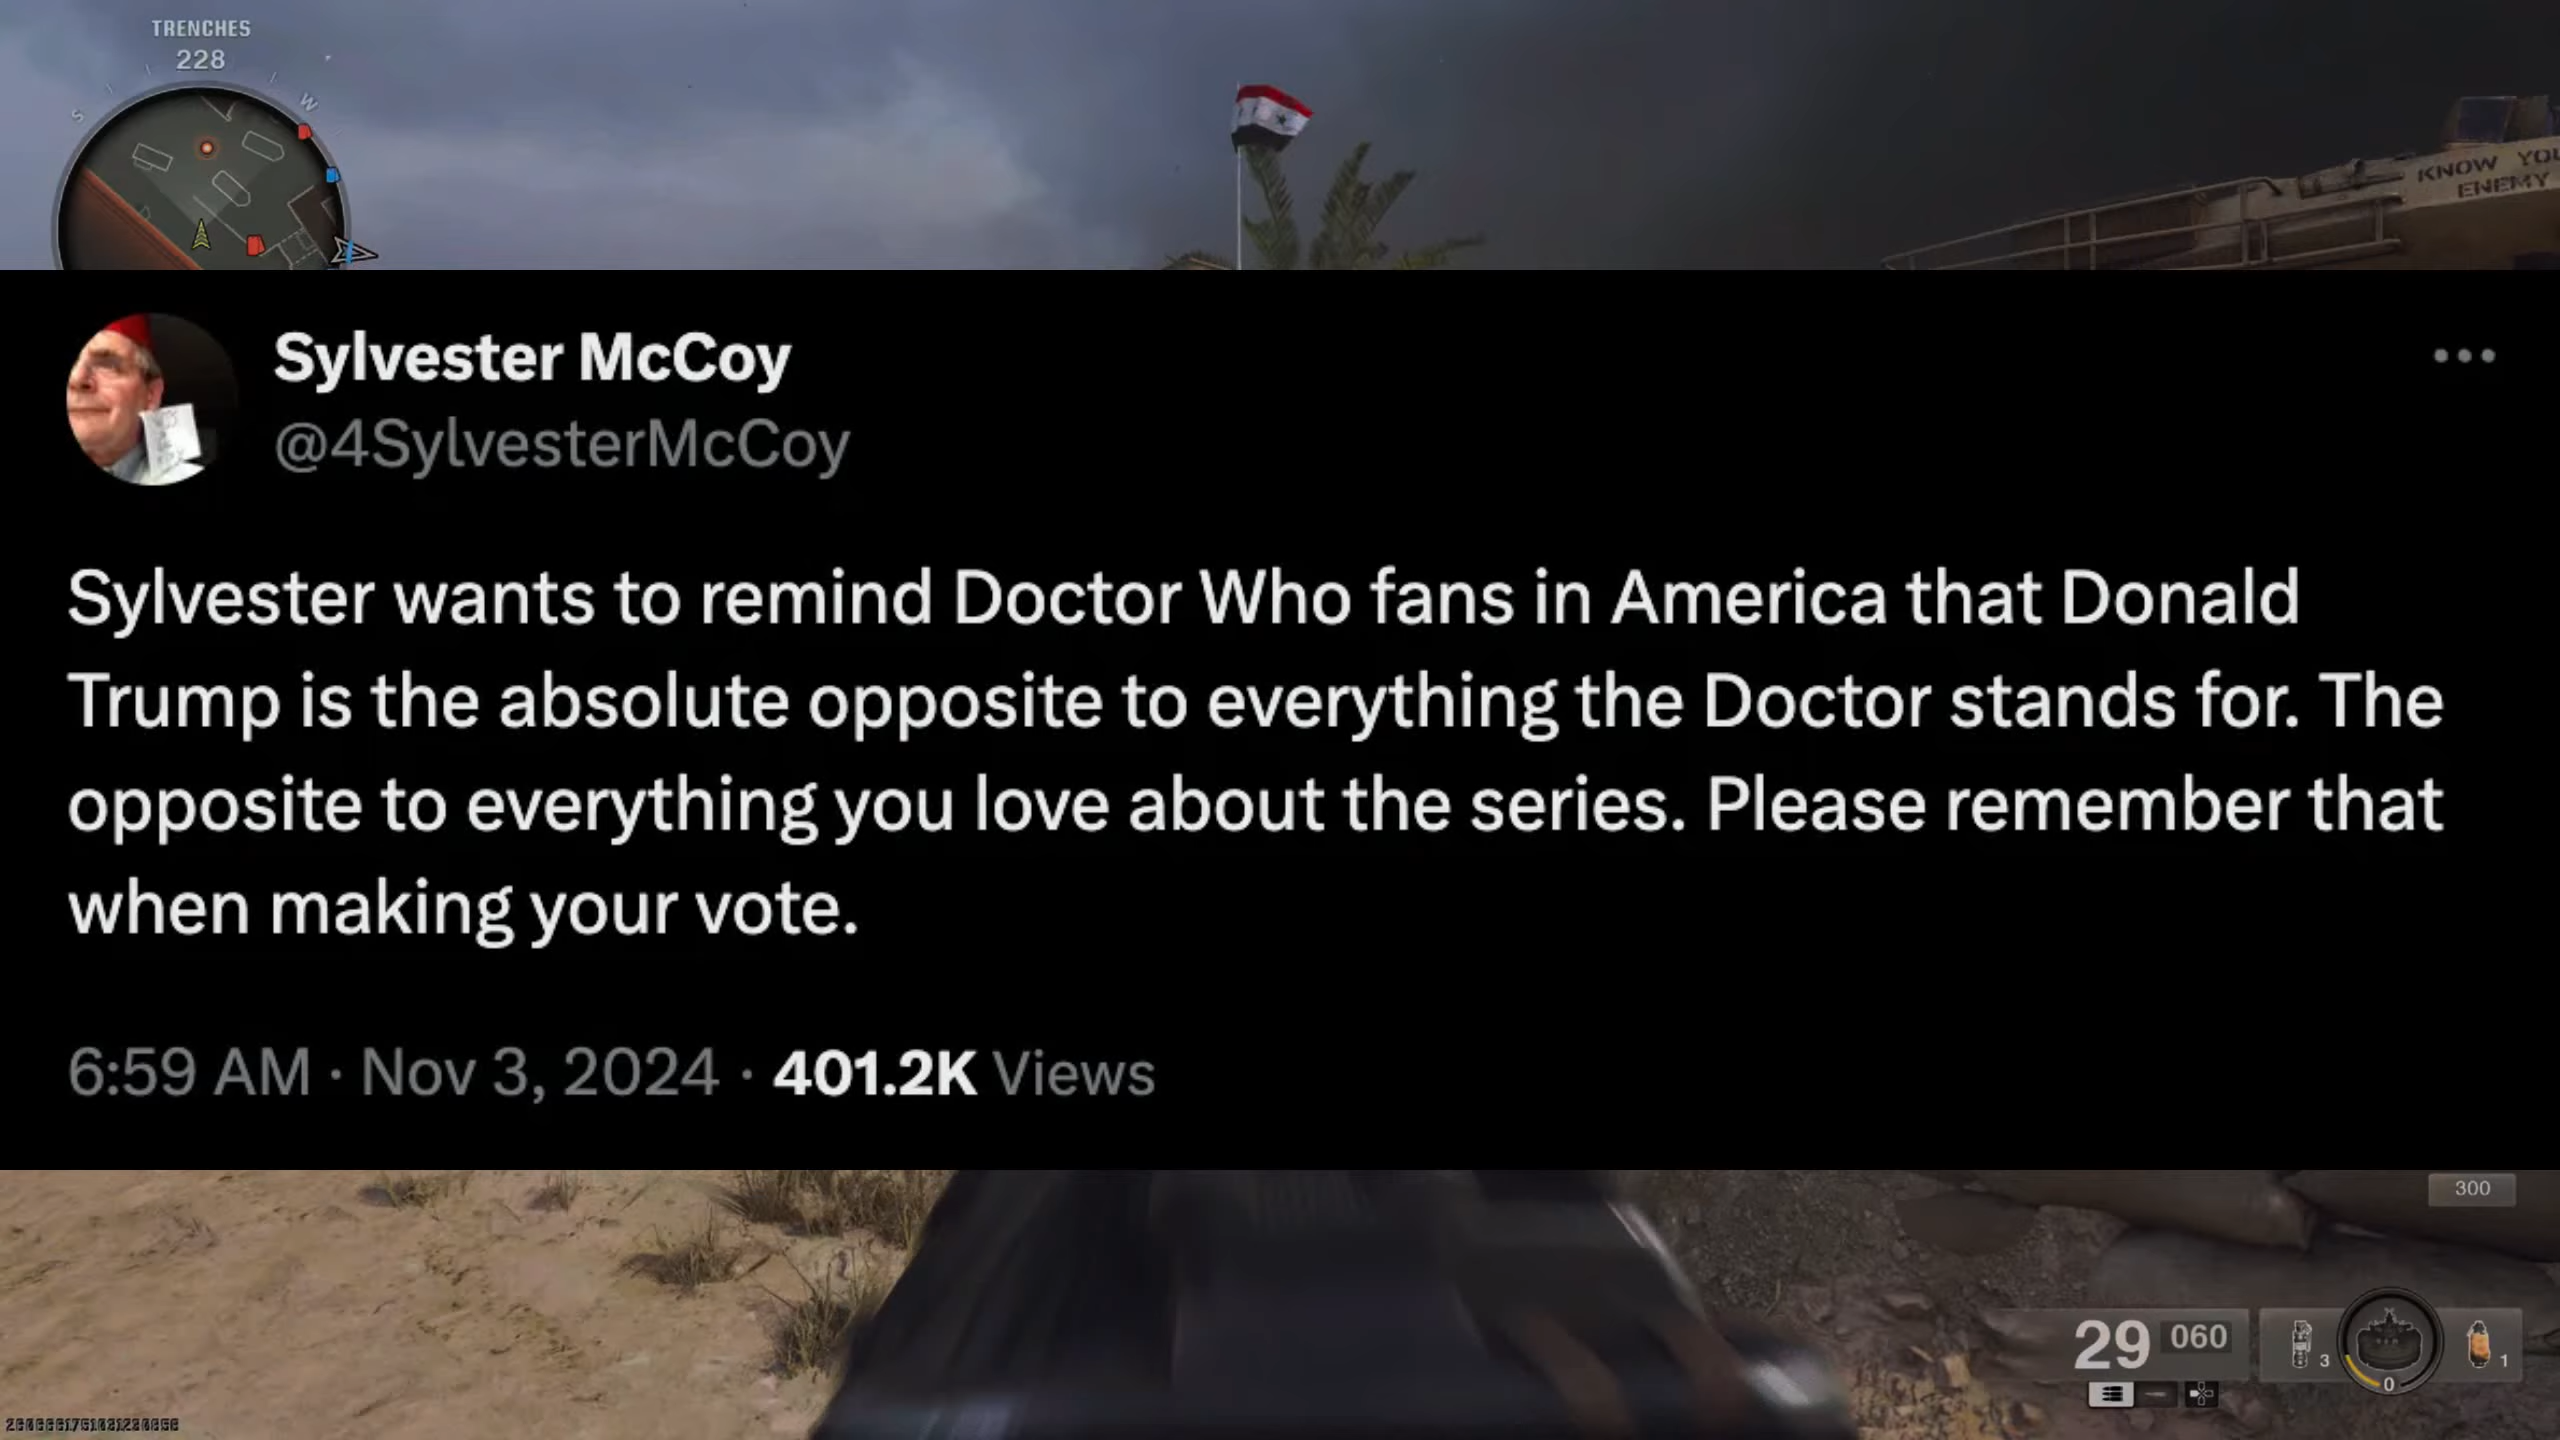 TRENCHES
228
S
W
KNOW YOU
ENEMY
Sylvester McCoy
@4SylvesterMcCoy
Sylvester wants to remind Doctor Who fans in America that Donald
Trump is the absolute opposite to everything the Doctor stands for. The
opposite to everything you love about the series. Please remember that
when making your vote.
6:59 AM · Nov 3, 2024 · 401.2K Views
300
29 060
3
0
1